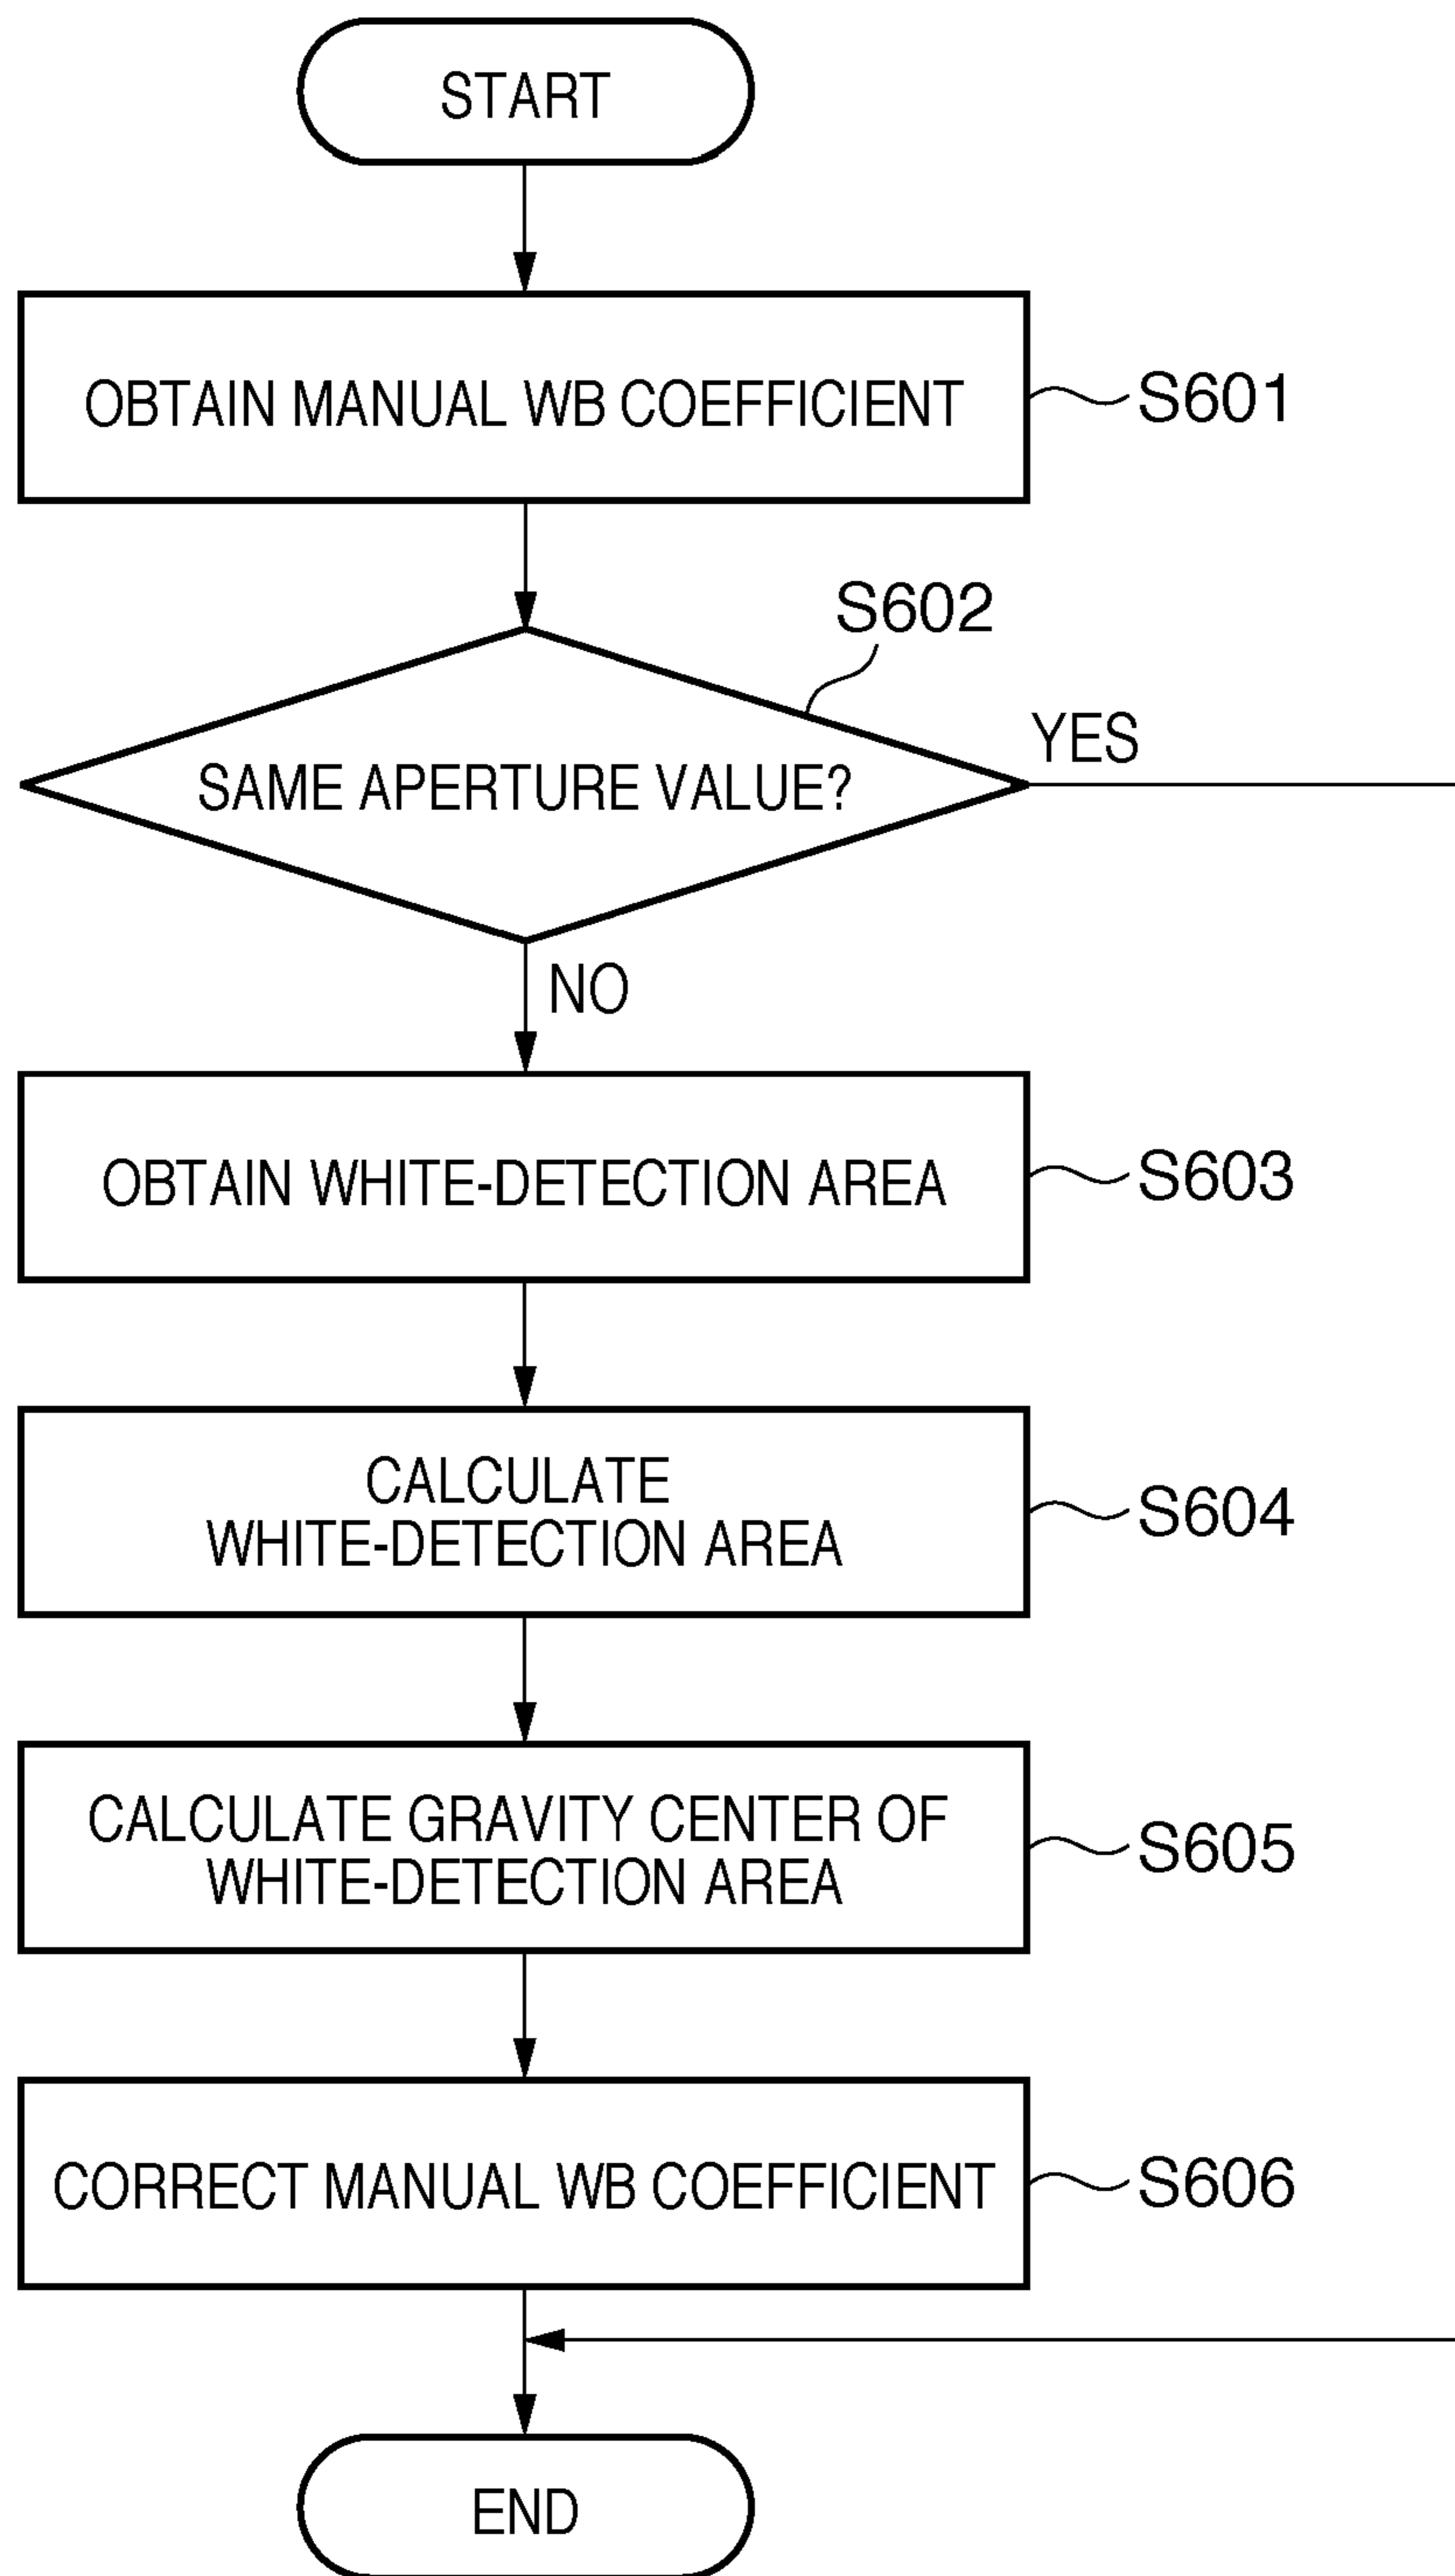 START
OBTAIN MANUAL WB COEFFICIENT
S601
S602
SAME APERTURE VALUE?
YES
NO
OBTAIN WHITE-DETECTION AREA
S603
CALCULATE
WHITE-DETECTION AREA
S604
CALCULATE GRAVITY CENTER OF
WHITE-DETECTION AREA
S605
CORRECT MANUAL WB COEFFICIENT
S606
END